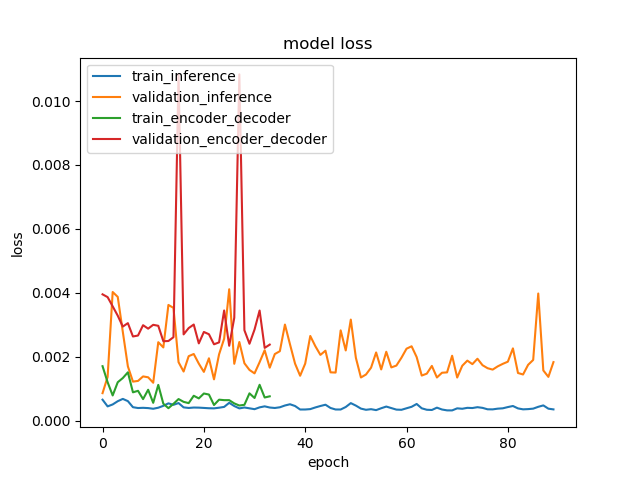 model loss
train_inference
validation_inference
train_encoder_decoder
validation_encoder_decoder
0.010
0.008
0.006
0.004
0.002
0.000
loss
0 20 40 60 80
epoch